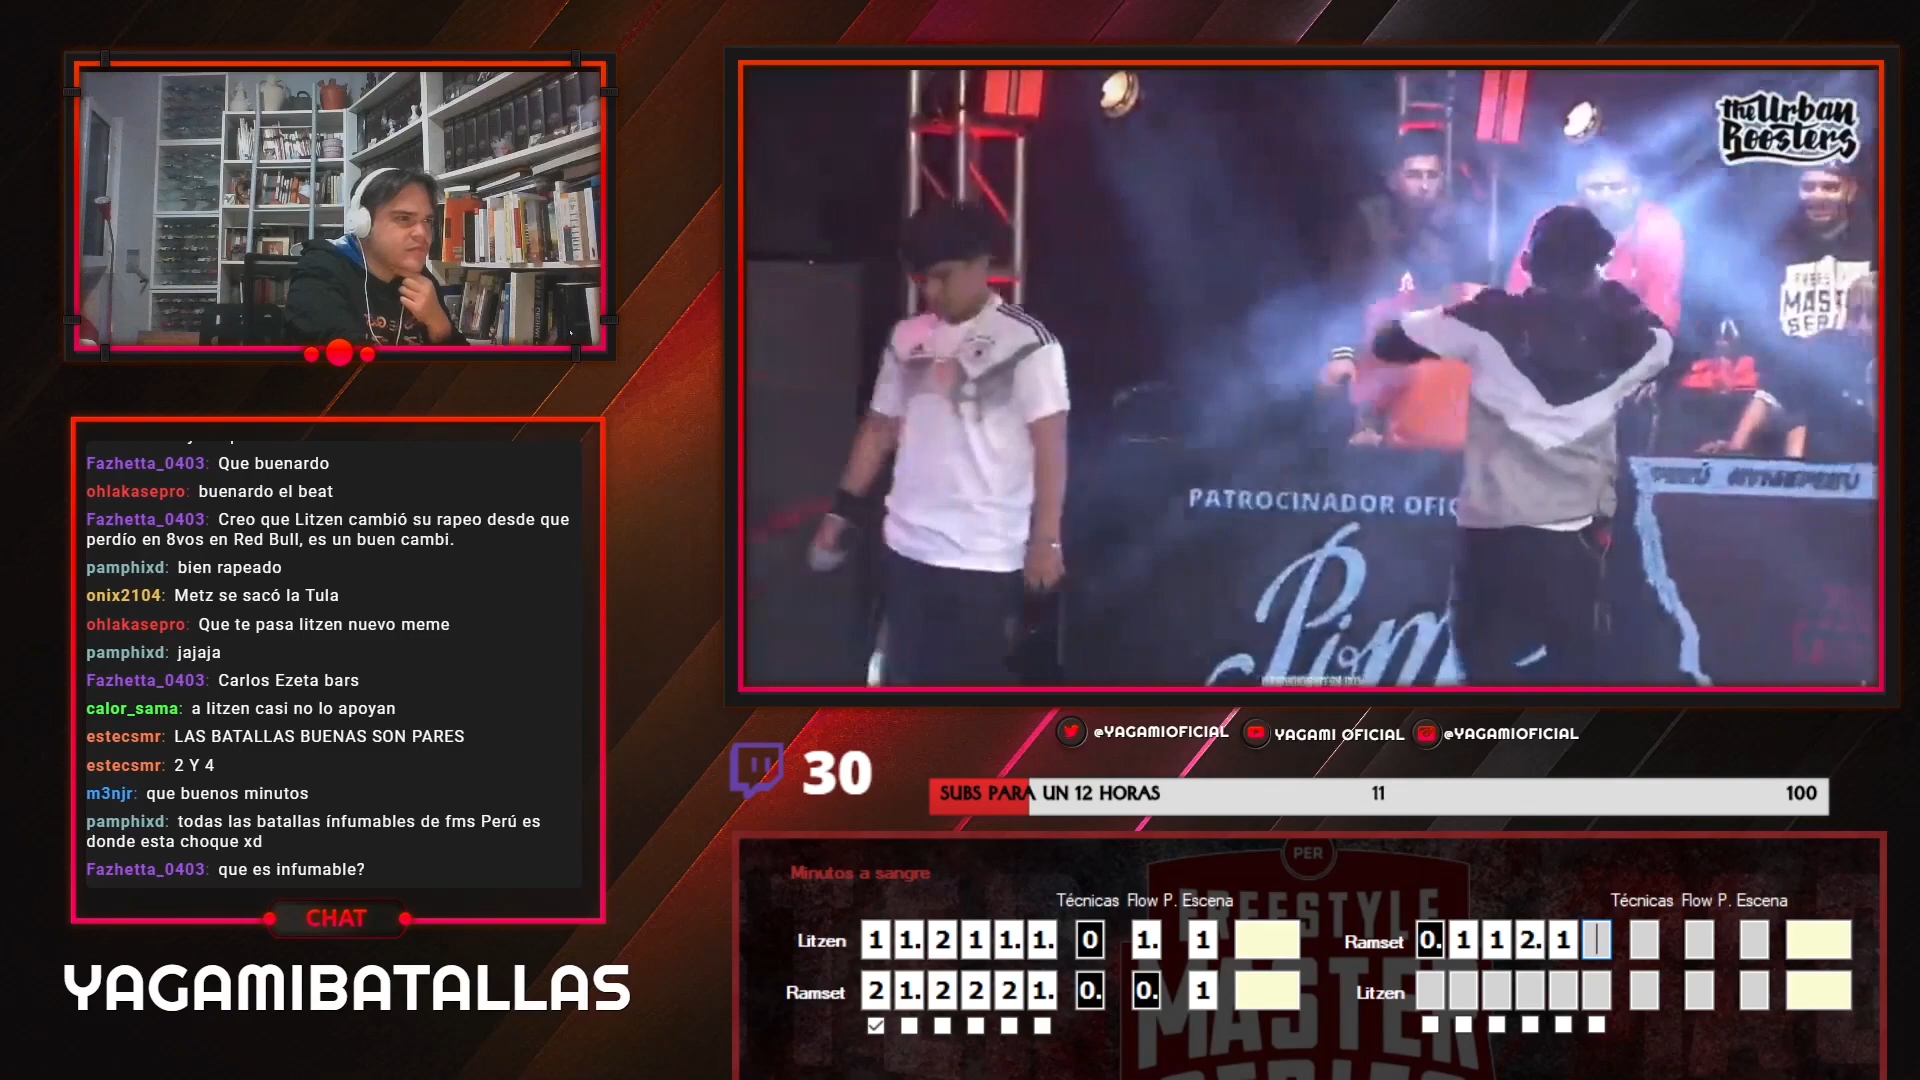 the Urban
Roosters
FREE
MAST
SERI
PATROCINADOR OFIC
Pim
Fazhetta_0403: Que buenardo
ohlakasepro: buenardo el beat
Fazhetta_0403: Creo que Litzen cambió su rapeo desde que
perdío en 8vos en Red Bull, es un buen cambi.
pamphixd: bien rapeado
onix2104: Metz se sacó la Tula
ohlakasepro: Que te pasa litzen nuevo meme
pamphixd: jajaja
Fazhetta_0403: Carlos Ezeta bars
calor_sama: a litzen casi no lo apoyan
estecsmr: LAS BATALLAS BUENAS SON PARES
estecsmr: 2 Y 4
m3njr: que buenos minutos
pamphixd: todas las batallas ínfumables de fms Perú es
donde esta choque xd
Fazhetta_0403: que es infumable?
CHAT
YAGAMIBATALLAS
@YAGAMIOFICIAL YAGAMI OFICIAL @YAGAMIOFICIAL
30
SUBS PARA UN 12 HORAS 11 100
PER
FREESTYLE
MASTER
SERIES
Minutos a sangre
Técnicas Flow P. Escena
Litzen 1 1. 2 1 1. 1. 0 1. 1
Ramset 2 1. 2 2 2 1. 0. 0. 1
Técnicas Flow P. Escena
Ramset 0. 1 1 2. 1
Litzen